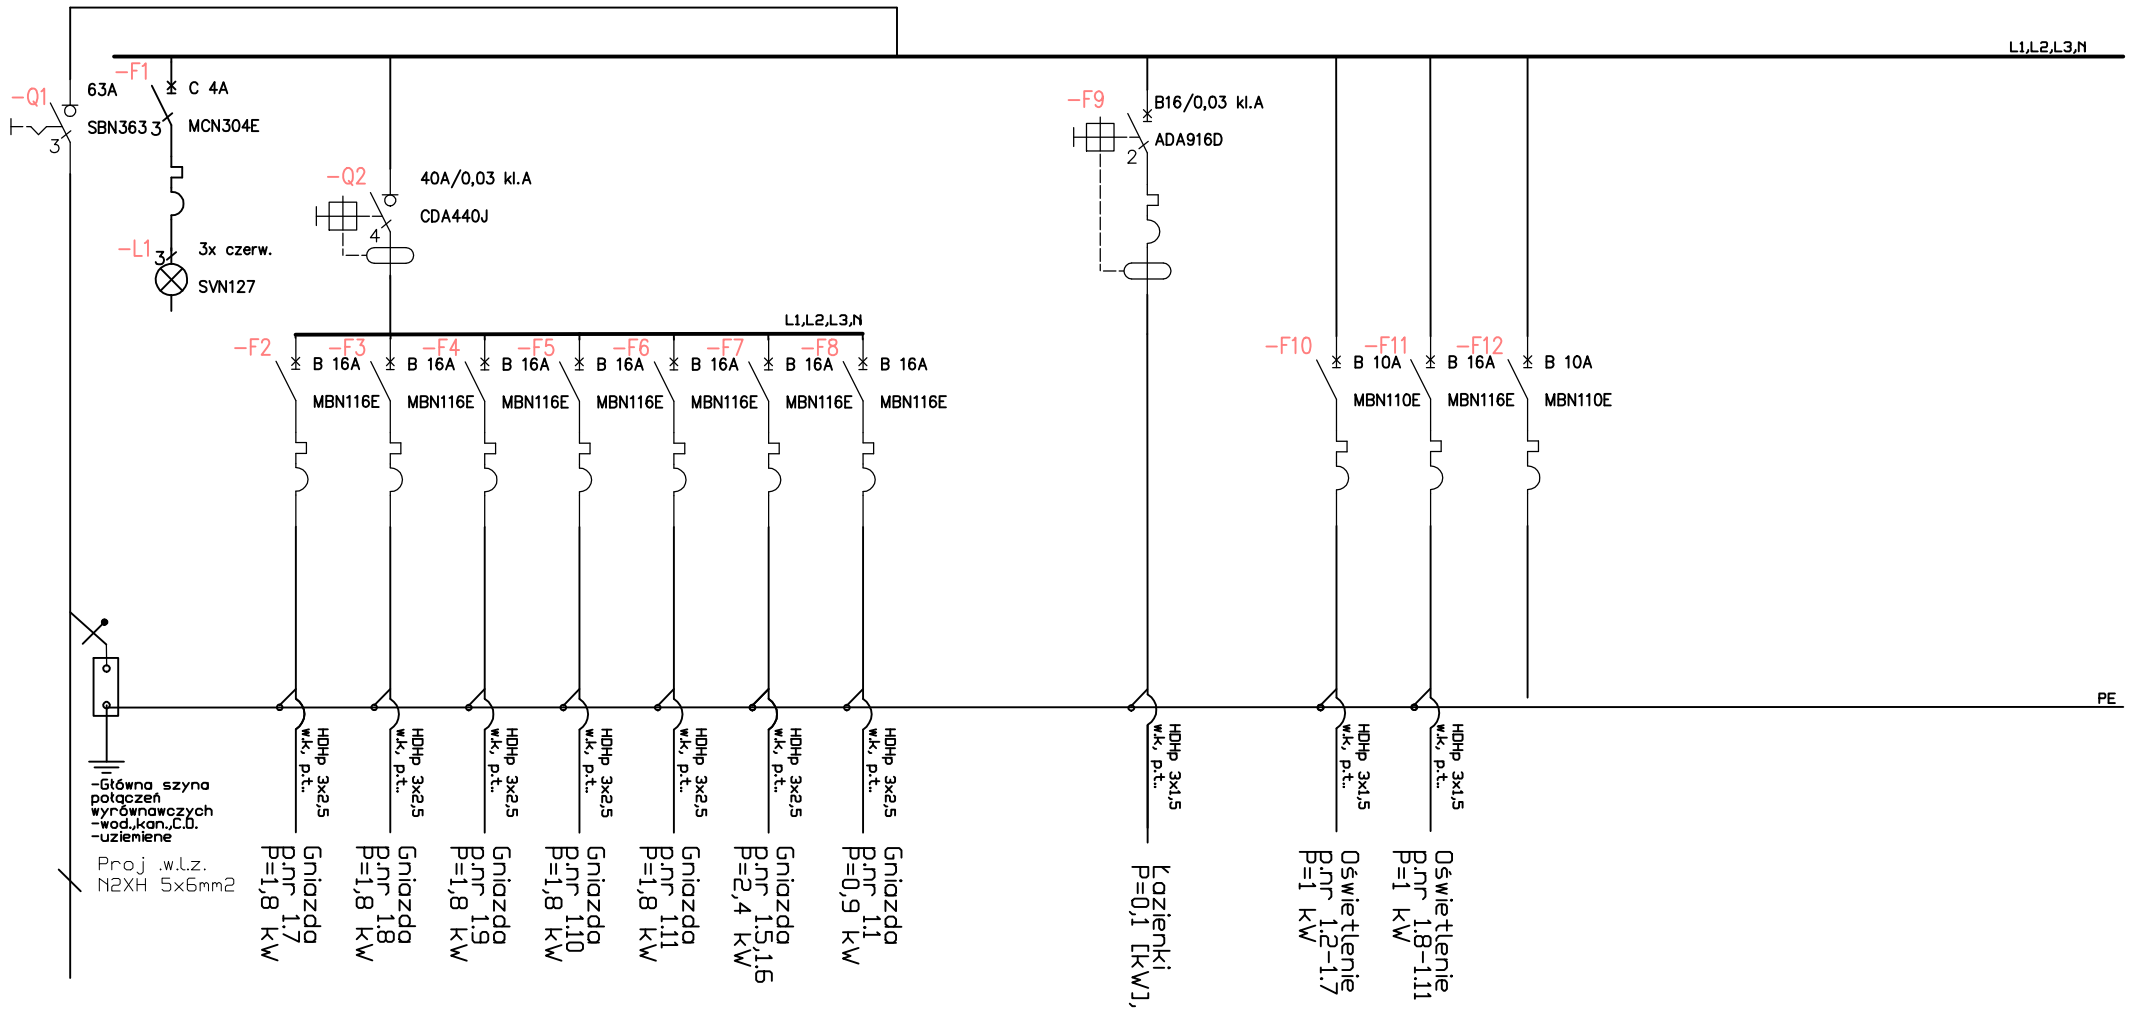 L1,L2,L3,N
-Q1
63A
SBN363
3
-F1
C 4A
3
MCN304E
-L1
3x czerw.
3
SVN127
-Q2
40A/0,03 kl.A
CDA440J
4
-F9
B16/0,03 kl.A
ADA916D
2
L1,L2,L3,N
-F2
B 16A
MBN116E
-F3
B 16A
MBN116E
-F4
B 16A
MBN116E
-F5
B 16A
MBN116E
-F6
B 16A
MBN116E
-F7
B 16A
MBN116E
-F8
B 16A
MBN116E
-F10
B 10A
MBN110E
-F11
B 16A
MBN116E
-F12
B 10A
MBN110E
PE
-Główna szyna
połączeń
wyrównawczych
-wod.,kan.,C.O.
-uziemiene
Proj .w.l.z.
N2XH 5x6mm2
HDHp 3x2,5
w.k, p.t..
Gniazda
p.nr 1.7
P=1,8 kW
HDHp 3x2,5
w.k, p.t..
Gniazda
p.nr 1.8
P=1,8 kW
HDHp 3x2,5
w.k, p.t..
Gniazda
p.nr 1.9
P=1,8 kW
HDHp 3x2,5
w.k, p.t..
Gniazda
p.nr 1.10
P=1,8 kW
HDHp 3x2,5
w.k, p.t..
Gniazda
p.nr 1.11
P=1,8 kW
HDHp 3x2,5
w.k, p.t..
Gniazda
p.nr 1.5,1.6
P=2,4 kW
HDHp 3x2,5
w.k, p.t..
Gniazda
p.nr 1.1
P=0,9 kW
HDHp 3x1,5
w.k, p.t..
Łazienki
P=0,1 [kW],
HDHp 3x1,5
w.k, p.t..
Oświetlenie
p.nr 1.2-1.7
P=1 kW
HDHp 3x1,5
w.k, p.t..
Oświetlenie
p.nr 1.8-1.11
P=1 kW